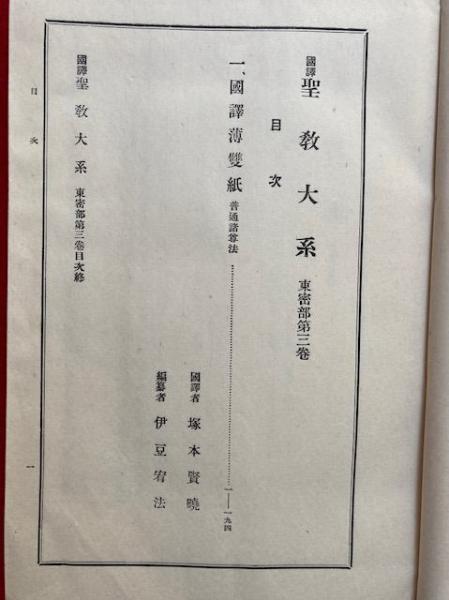 國譯聖教大系 東密部第三卷
目次
一、國譯薄雙紙 普通諸尊法……一——一九四
國譯者 塚本賢曉
編纂者 伊豆宥法
國譯聖教大系 東密部第三卷目次終
目次
一